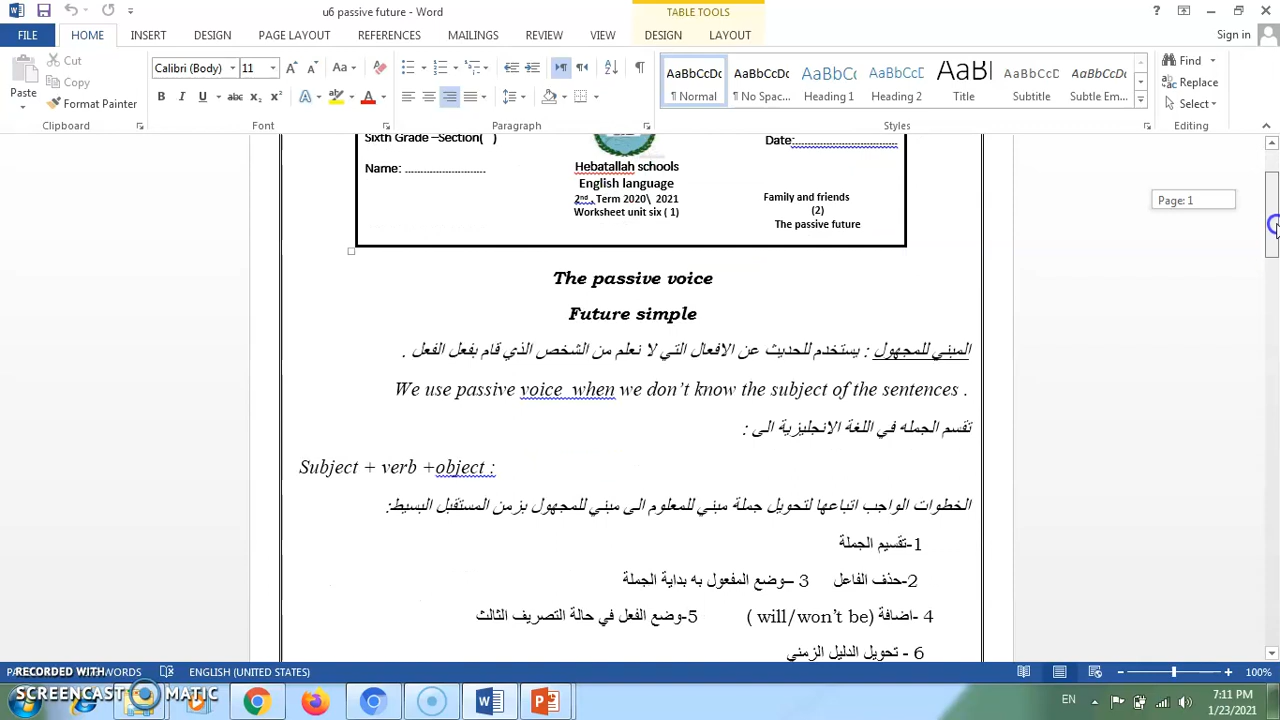 u6 passive future - Word
TABLE TOOLS
FILE HOME INSERT DESIGN PAGE LAYOUT REFERENCES MAILINGS REVIEW VIEW DESIGN LAYOUT Sign in
Cut
Copy
Format Painter
Paste
Calibri (Body) 11
AaBbCcDc AaBbCcDc AaBbCc AaBbCc AaBl AaBbCcD AaBbCcDc
¶ Normal ¶ No Spac... Heading 1 Heading 2 Title Subtitle Subtle Em...
Find
Replace
Select
Clipboard Font Paragraph Styles Editing
Page: 1
Sixth Grade –Section( )
Date:.................................
Name: ..........................
Hebatallah schools
English language
2nd , Term 2020\ 2021
Worksheet unit six ( 1)
Family and friends
(2)
The passive future
The passive voice
Future simple
المبني للمجهول : يستخدم للحديث عن الافعال التي لا نعلم من الشخص الذي قام بفعل الفعل .
We use passive voice when we don't know the subject of the sentences .
تقسم الجمله في اللغة الانجليزية الى :
Subject + verb +object :
الخطوات الواجب اتباعها لتحويل جملة مبني للمعلوم الى مبني للمجهول بزمن المستقبل البسيط:
1-تقسيم الجملة
2-حذف الفاعل 3 –وضع المفعول به بداية الجملة
4 -اضافة (will/won't be ) 5-وضع الفعل في حالة التصريف الثالث
6 - تحويل الدليل الزمني
WORDS ENGLISH (UNITED STATES) 100%
RECORDED WITH
SCREENCAST MATIC
EN 7:11 PM
1/23/2021